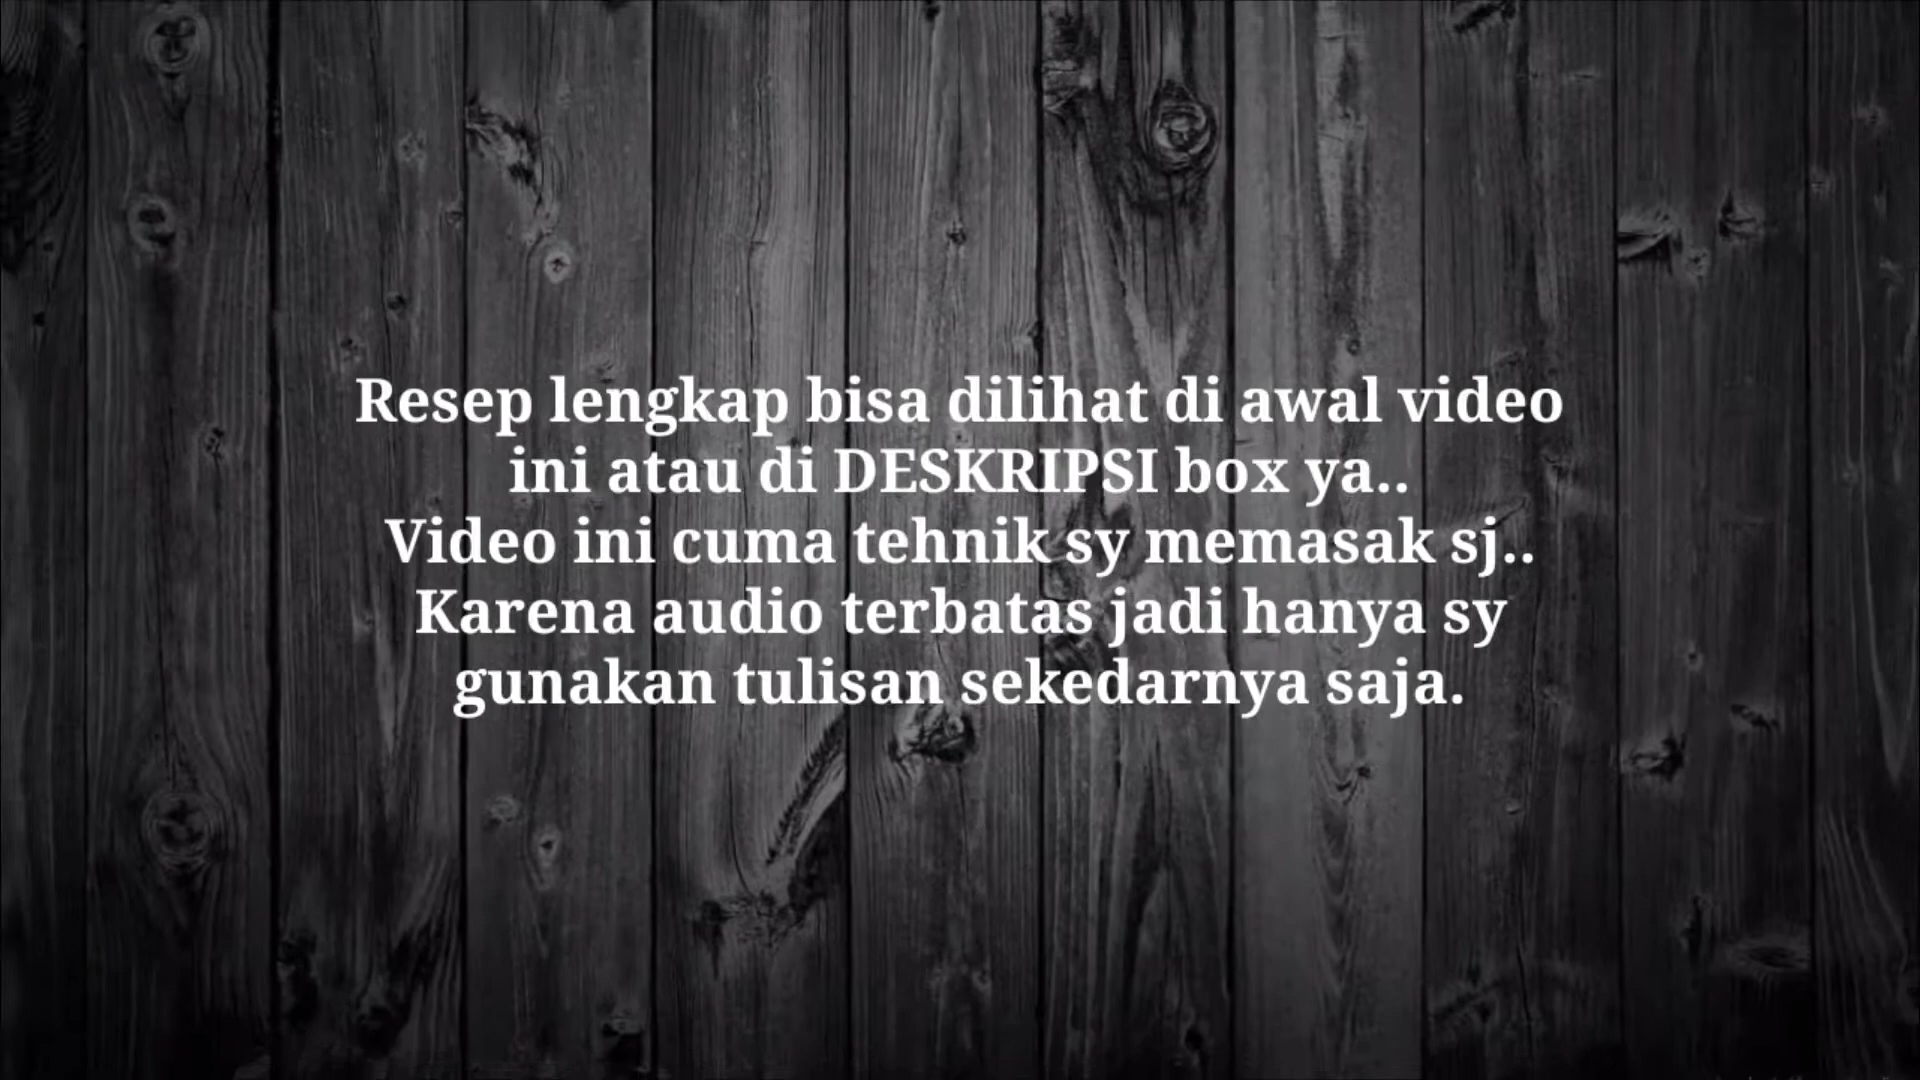 Resep lengkap bisa dilihat di awal video
ini atau di DESKRIPSI box ya..
Video ini cuma tehnik sy memasak sj..
Karena audio terbatas jadi hanya sy
gunakan tulisan sekedarnya saja.